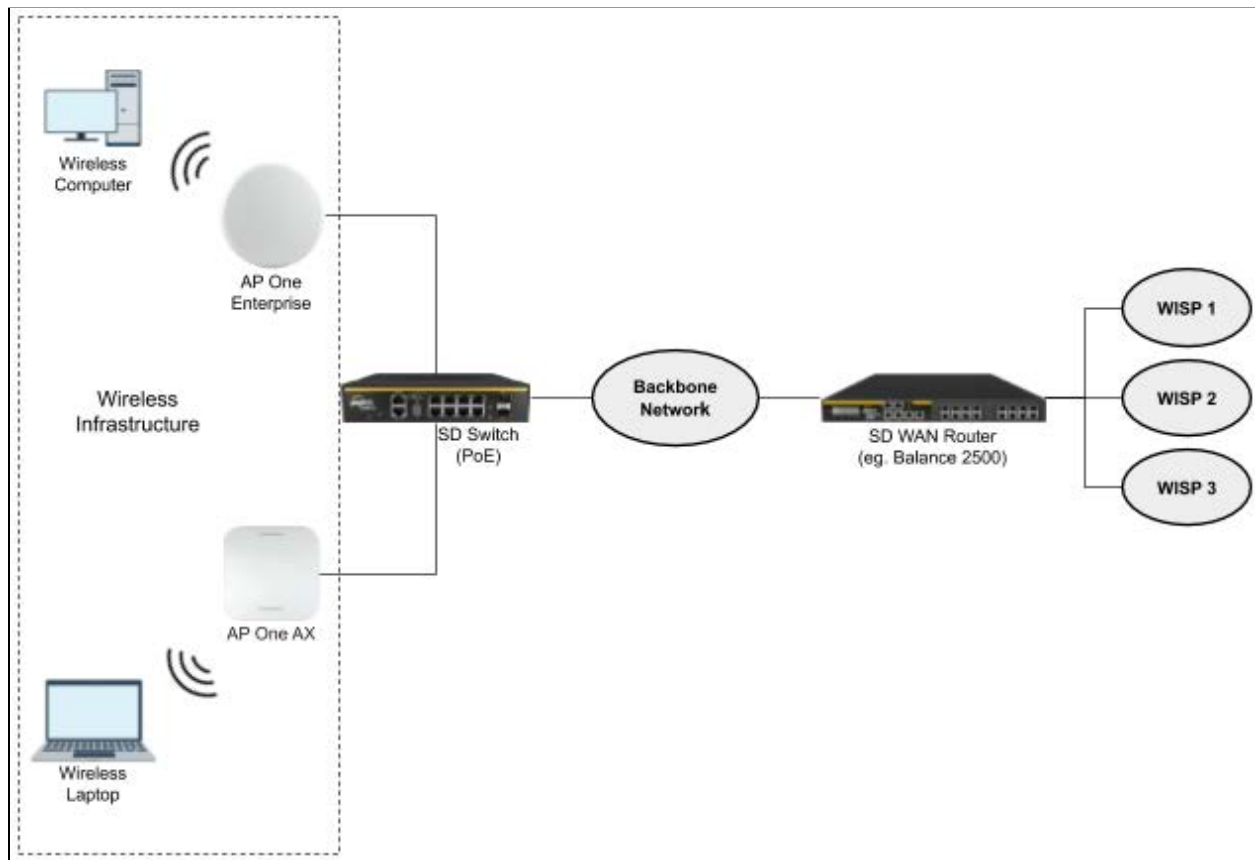 Wireless
Computer
AP One
Enterprise
Wireless
Infrastructure
SD Switch
(PoE)
Backbone
Network
SD WAN Router
(eg. Balance 2500)
WISP 1
WISP 2
WISP 3
AP One AX
Wireless
Laptop